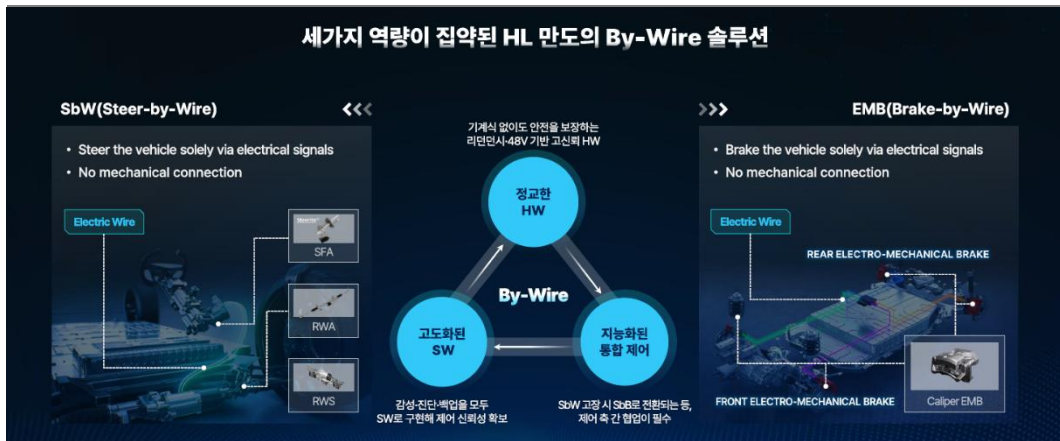 세가지 역량이 집약된 HL 만도의 By-Wire 솔루션
SbW(Steer-by-Wire)
• Steer the vehicle solely via electrical signals
• No mechanical connection
Electric Wire
SFA
RWA
RWS
기계식 없이도 안전을 보장하는
리던던시·48V 기반 고신뢰 HW
정교한
HW
By-Wire
고도화된
SW
지능화된
통합 제어
감성·진단·백업을 모두
SW로 구현해 제어 신뢰성 확보
SbW 고장 시 SbB로 전환되는 등,
제어 축 간 협업이 필수
EMB(Brake-by-Wire)
• Brake the vehicle solely via electrical signals
• No mechanical connection
Electric Wire
REAR ELECTRO-MECHANICAL BRAKE
FRONT ELECTRO-MECHANICAL BRAKE
Caliper EMB